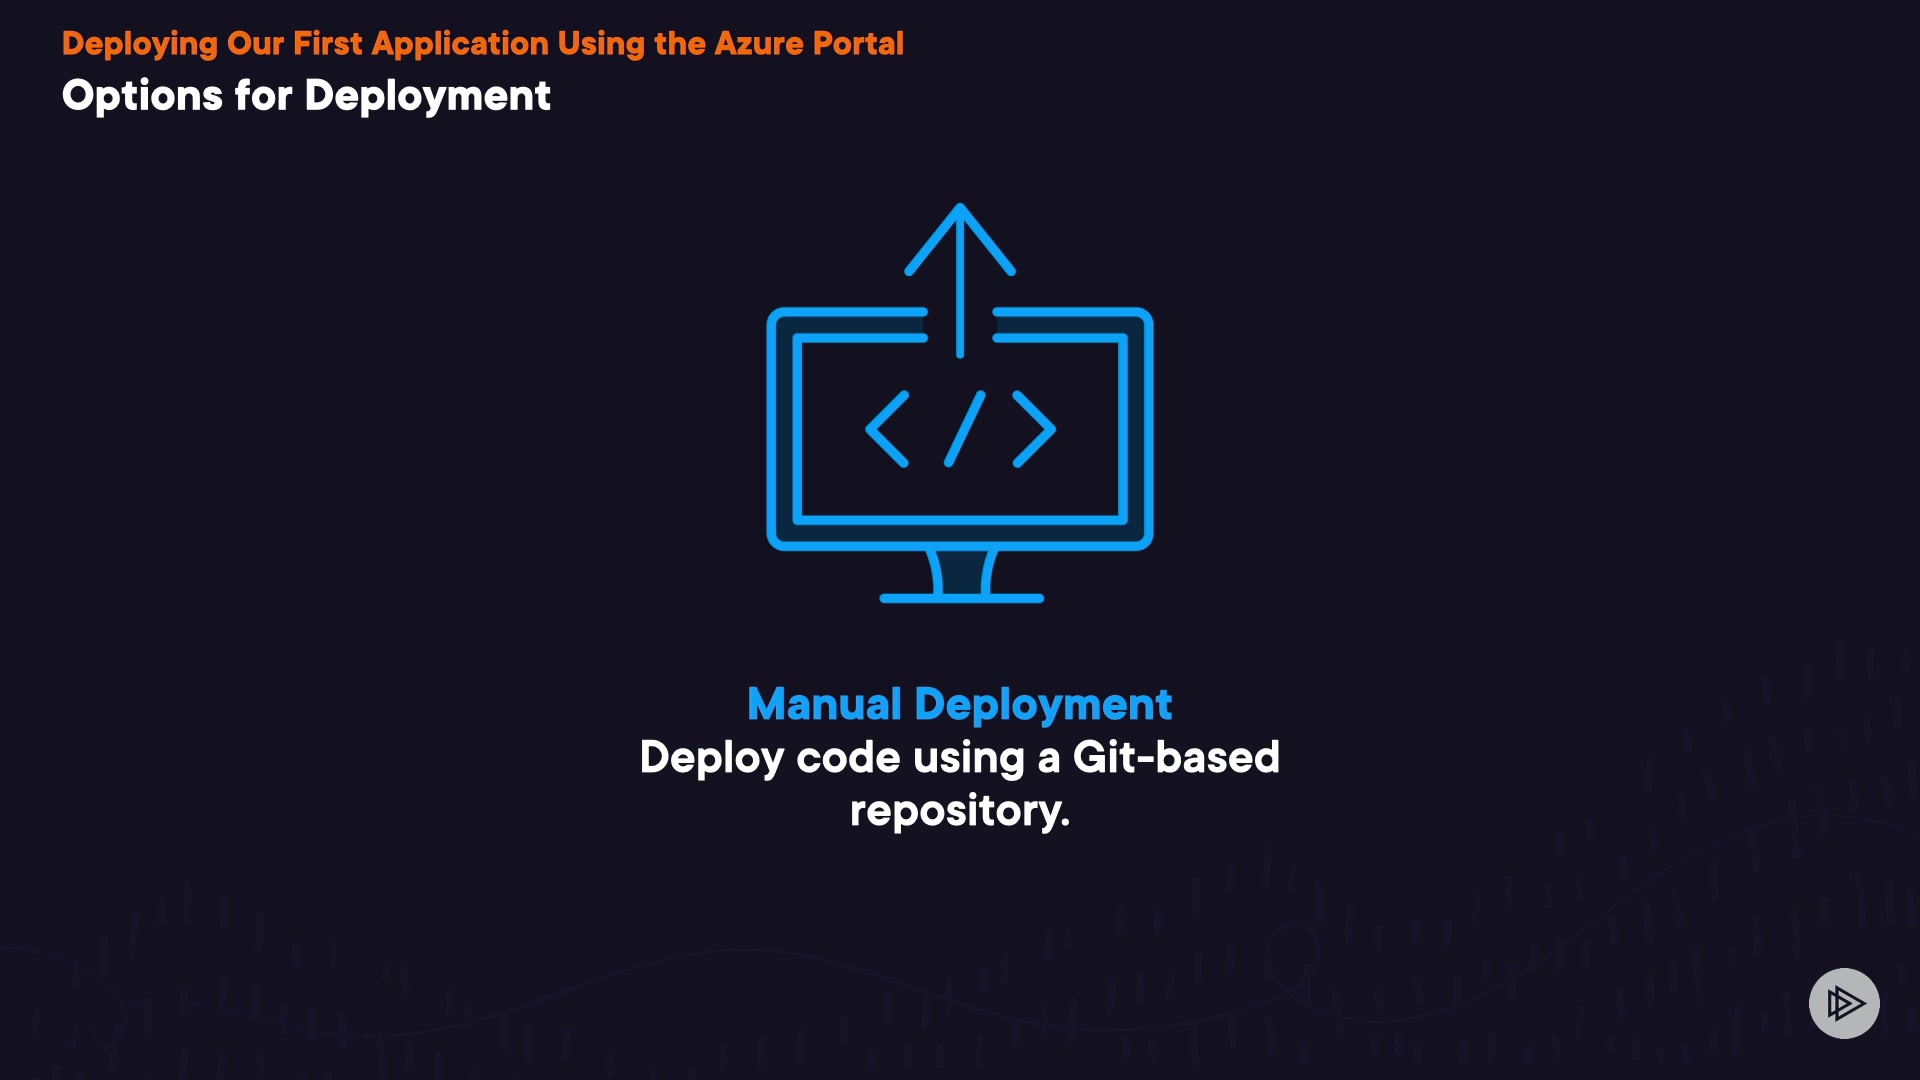 Deploying Our First Application Using the Azure Portal
Options for Deployment
</>
Manual Deployment
Deploy code using a Git-based
repository.